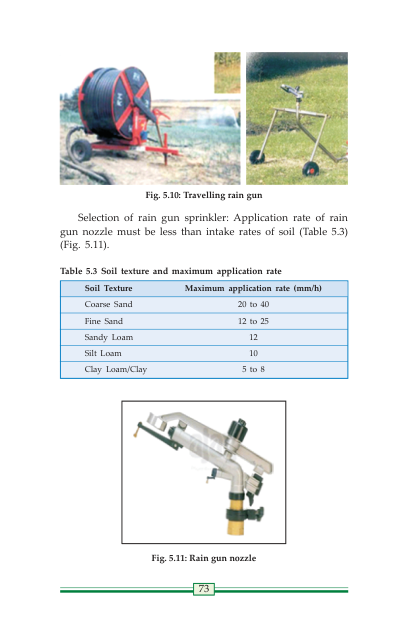 Fig. 5.10: Travelling rain gun
Selection of rain gun sprinkler: Application rate of rain
gun nozzle must be less than intake rates of soil (Table 5.3)
(Fig. 5.11).
Table 5.3 Soil texture and maximum application rate
Soil Texture Maximum application rate (mm/h)
Coarse Sand 20 to 40
Fine Sand 12 to 25
Sandy Loam 12
Silt Loam 10
Clay Loam/Clay 5 to 8
Fig. 5.11: Rain gun nozzle
73